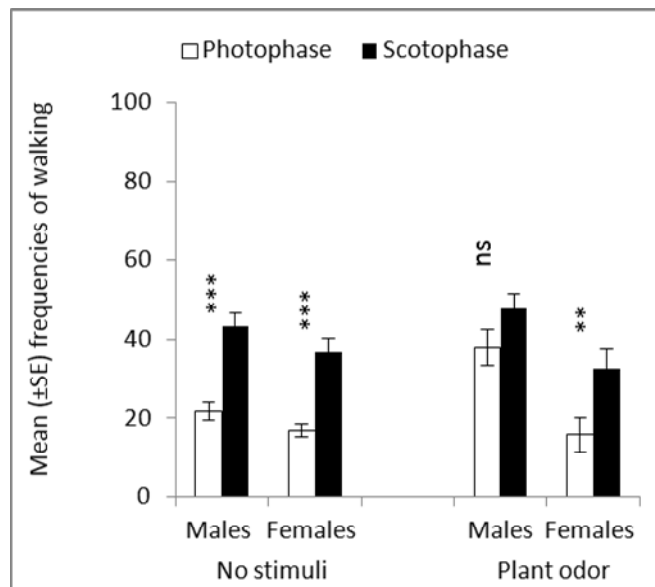 Photophase Scotophase
Mean (±SE) frequencies of walking
100
80
60
40
20
0
***
***
ns
**
Males Females Males Females
No stimuli Plant odor